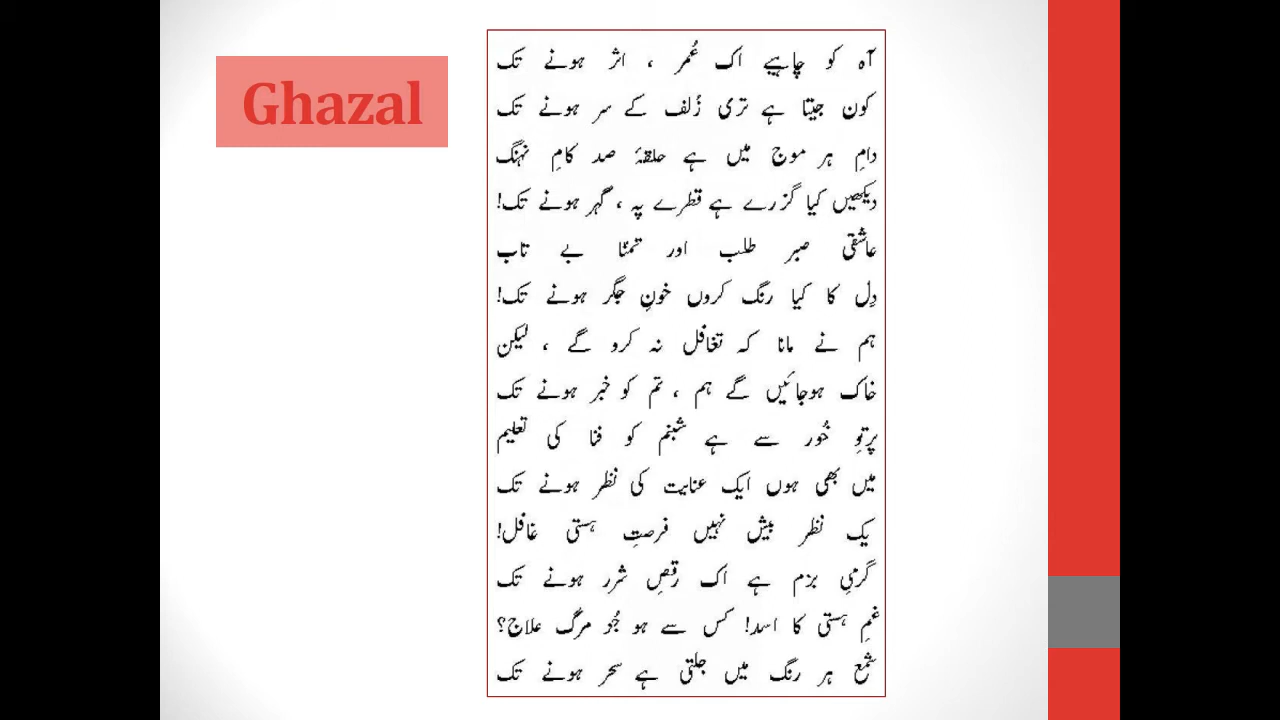 Ghazal
آہ کو چاہیے اک عُمر ، اثر ہونے تک
کون جیتا ہے تری زُلف کے سر ہونے تک
دامِ ہر موج میں ہے حلقۂ صد کامِ نہنگ
دیکھیں کیا گزرے ہے قطرے پہ ، گہر ہونے تک!
عاشقی صبر طلب اور تمنّا بے تاب
دِل کا کیا رنگ کروں خونِ جگر ہونے تک!
ہم نے مانا کہ تغافل نہ کرو گے ، لیکن
خاک ہوجائیں گے ہم ، تم کو خبر ہونے تک
پرتوِ خُور سے ہے شبنم کو فنا کی تعلیم
میں بھی ہوں ایک عنایت کی نظر ہونے تک
یک نظر بیش نہیں فرصتِ ہستی غافل!
گرمیِ بزم ہے اک رقصِ شرر ہونے تک
غمِ ہستی کا اسد! کس سے ہو جُو مرگ علاج؟
شمع ہر رنگ میں جلتی ہے سحر ہونے تک